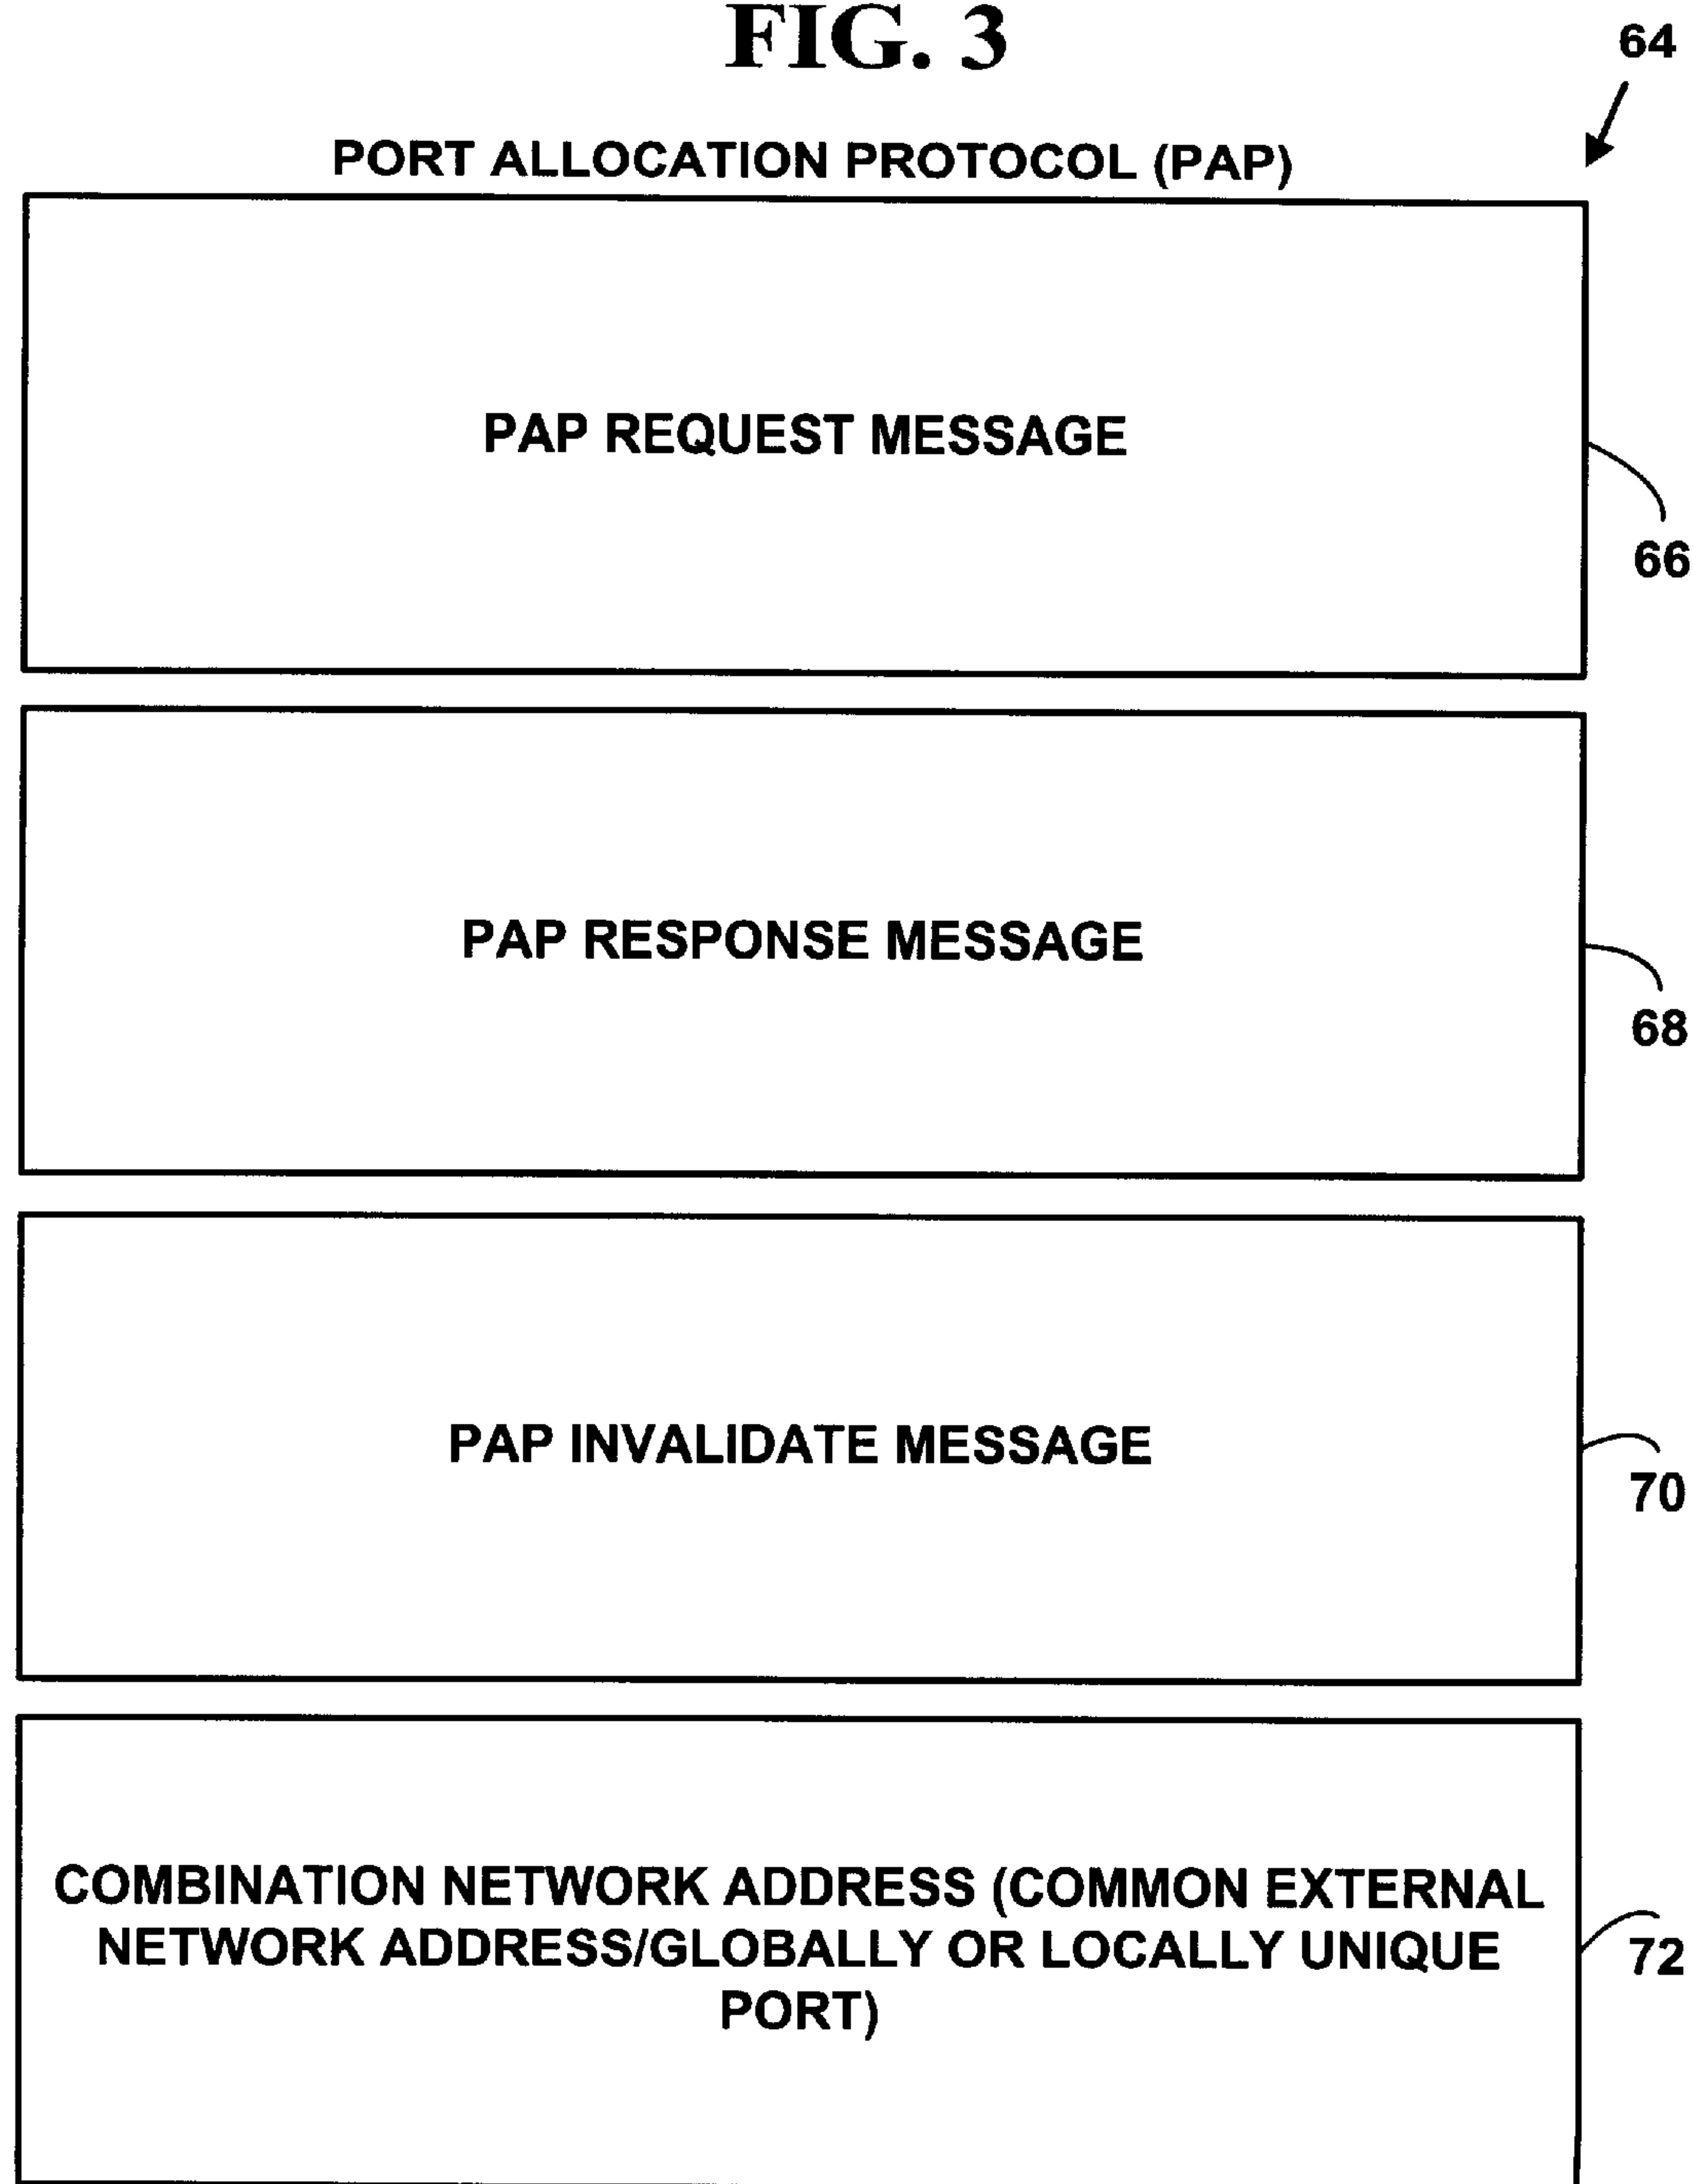 FIG. 3
64
PORT ALLOCATION PROTOCOL (PAP)
PAP REQUEST MESSAGE
66
PAP RESPONSE MESSAGE
68
PAP INVALIDATE MESSAGE
70
COMBINATION NETWORK ADDRESS (COMMON EXTERNAL
NETWORK ADDRESS/GLOBALLY OR LOCALLY UNIQUE
PORT)
72